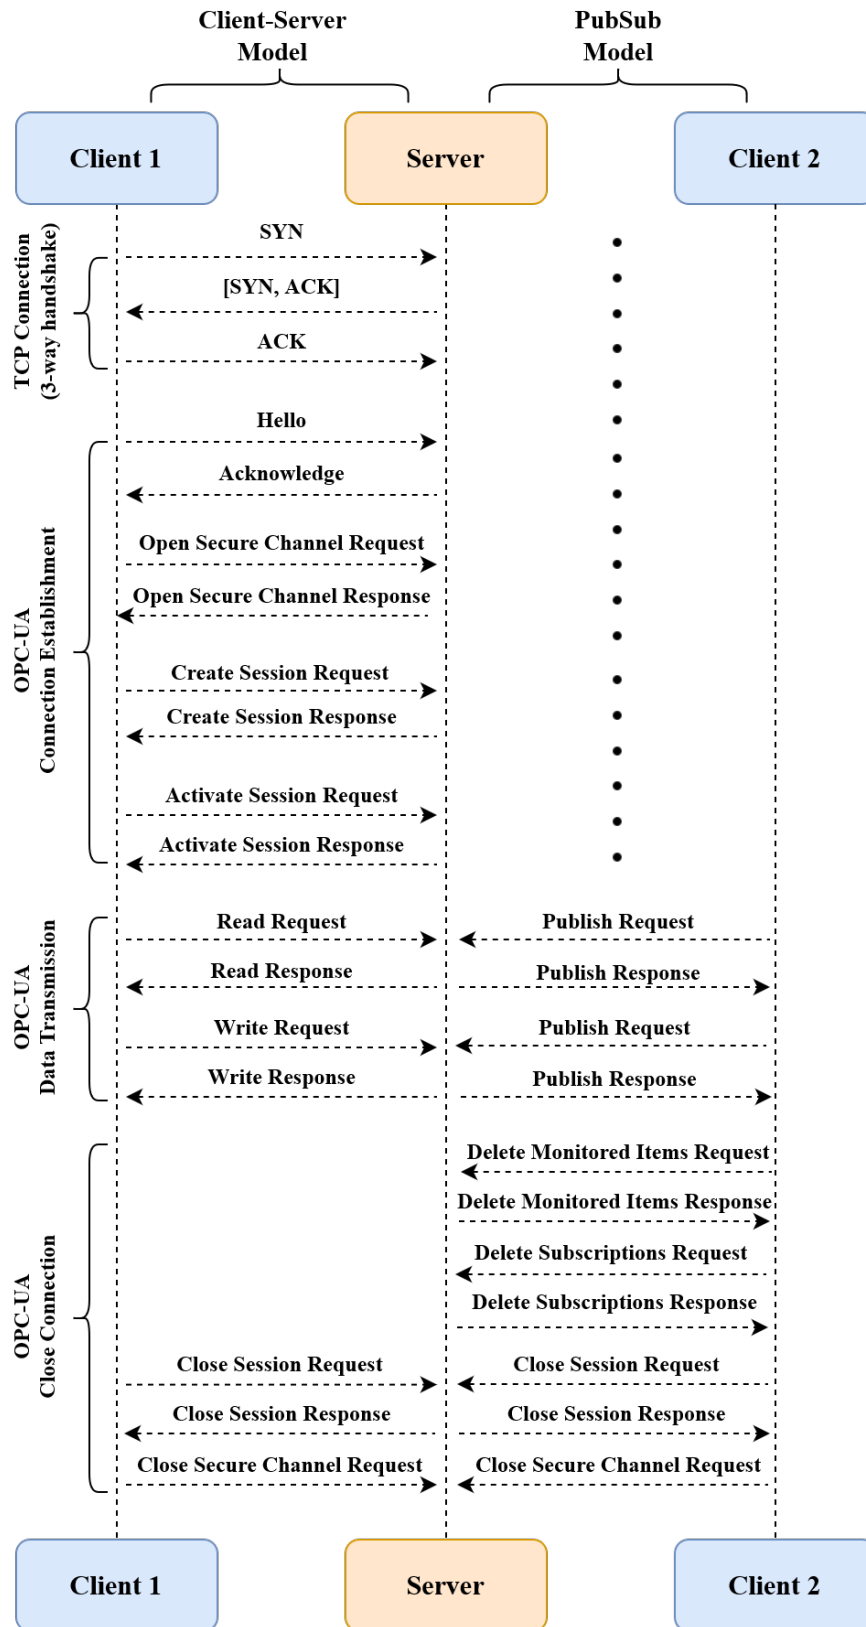 Client-Server
Model
PubSub
Model
Client 1
Server
Client 2
TCP Connection
(3-way handshake)
SYN
[SYN, ACK]
ACK
OPC-UA
Connection Establishment
Hello
Acknowledge
Open Secure Channel Request
Open Secure Channel Response
Create Session Request
Create Session Response
Activate Session Request
Activate Session Response
OPC-UA
Data Transmission
Read Request
Publish Request
Read Response
Publish Response
Write Request
Publish Request
Write Response
Publish Response
OPC-UA
Close Connection
Delete Monitored Items Request
Delete Monitored Items Response
Delete Subscriptions Request
Delete Subscriptions Response
Close Session Request
Close Session Request
Close Session Response
Close Session Response
Close Secure Channel Request
Close Secure Channel Request
Client 1
Server
Client 2